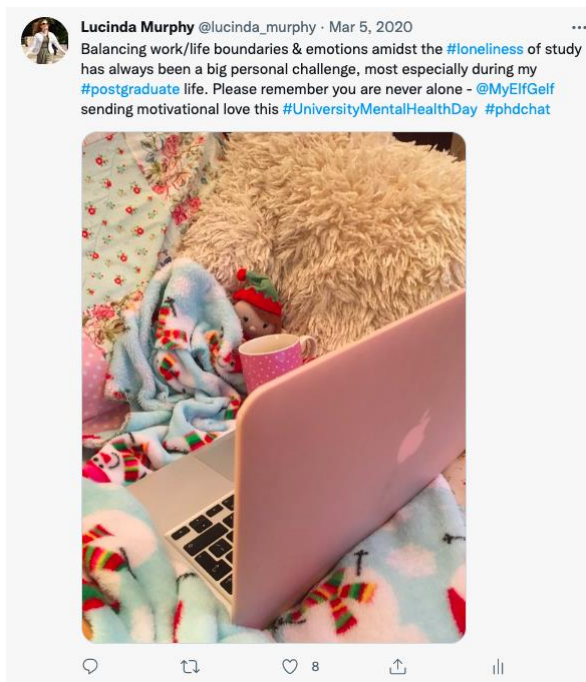 Lucinda Murphy @lucinda_murphy · Mar 5, 2020
Balancing work/life boundaries & emotions amidst the #loneliness of study
has always been a big personal challenge, most especially during my
#postgraduate life. Please remember you are never alone - @MyElfGelf
sending motivational love this #UniversityMentalHealthDay #phdchat
8